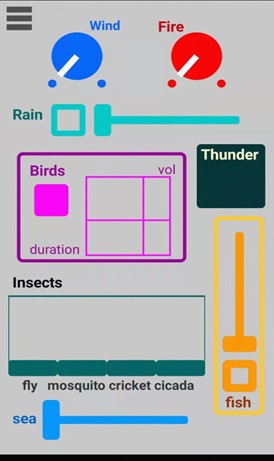 Wind
Fire
Rain
Thunder
Birds
vol
duration
Insects
fly mosquito cricket cicada
fish
sea